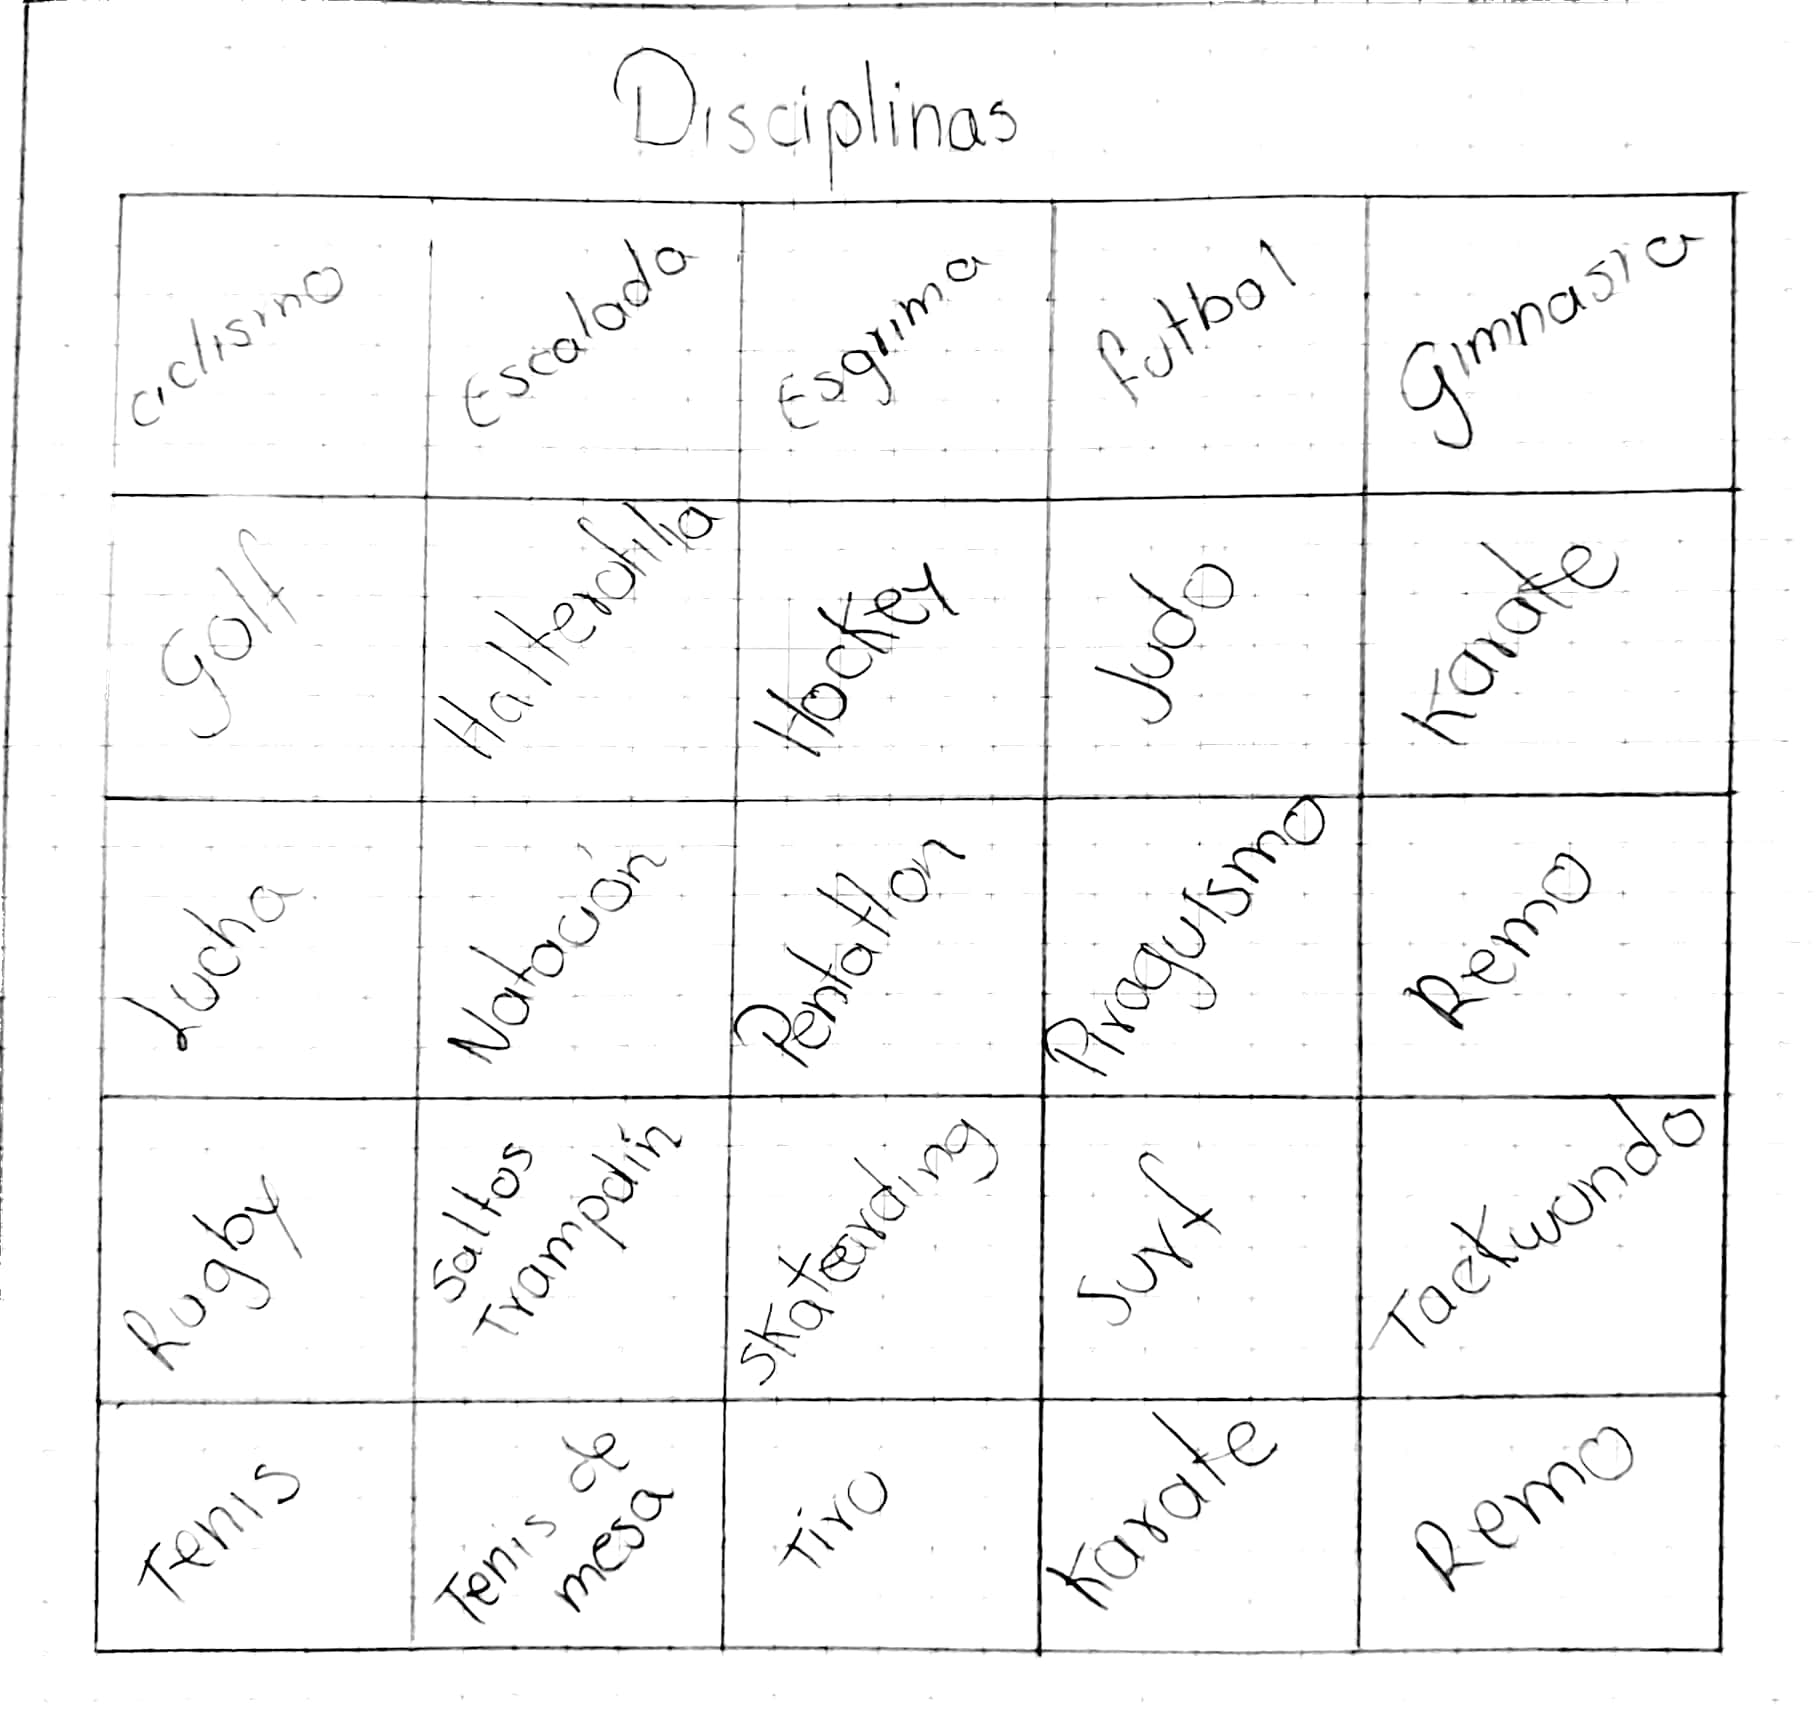 Disciplinas
ciclismo Escalada Esgrima futbol Gimnasia
golf Halterofilia Hockey Judo Karate
Lucha Natación Pentatlon Piraguismo Remo
Rugby Saltos Trampolín Skatearding Surf Taekwondo
Tenis Tenis de mesa Tiro Karate Remo